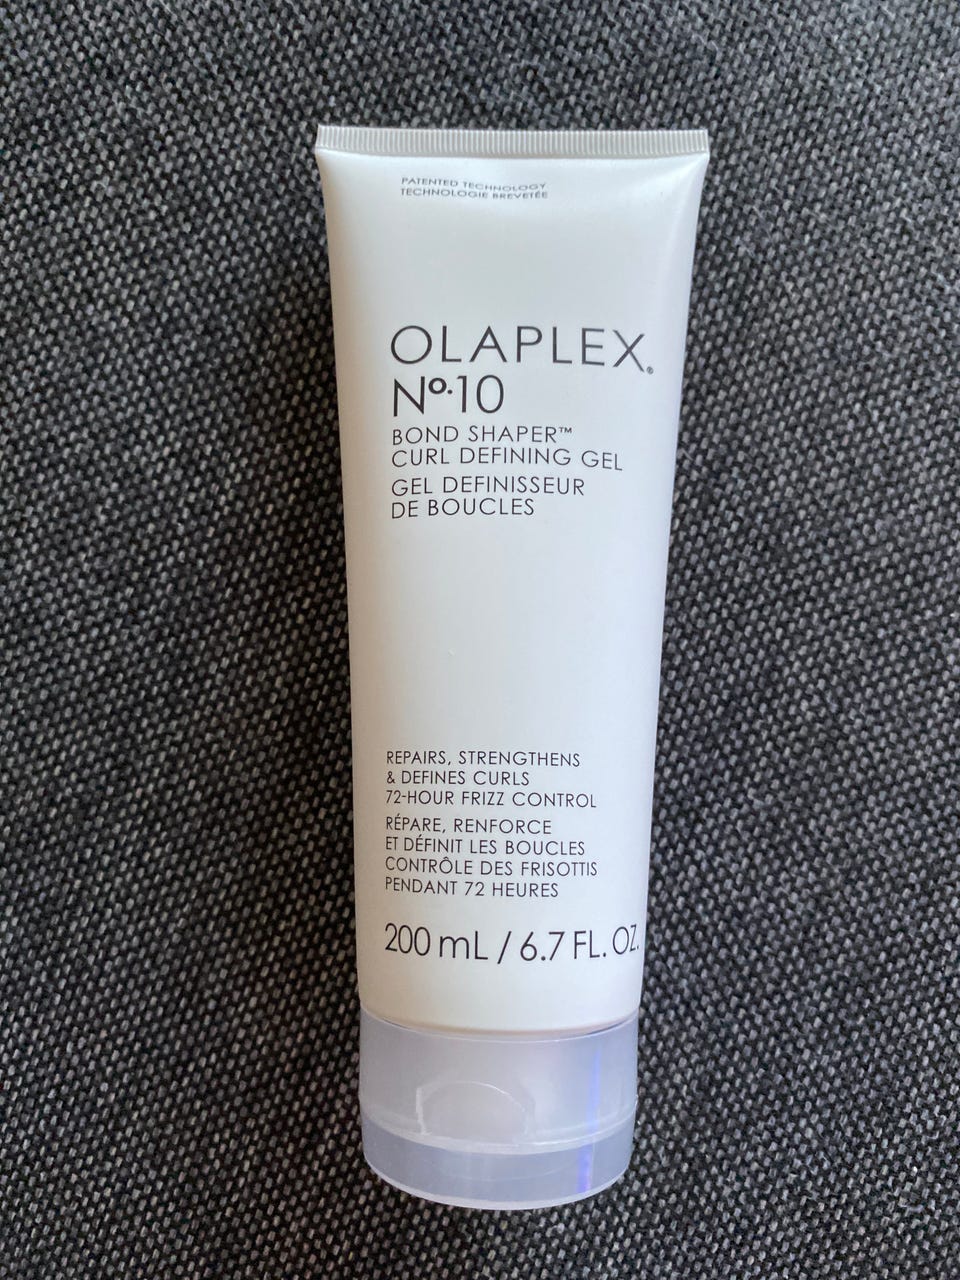 PATENTED TECHNOLOGY
TECHNOLOGIE BREVETÉE
OLAPLEX®
Nº.10
BOND SHAPER™
CURL DEFINING GEL
GEL DEFINISSEUR
DE BOUCLES
REPAIRS, STRENGTHENS
& DEFINES CURLS
72-HOUR FRIZZ CONTROL
RÉPARE, RENFORCE
ET DÉFINIT LES BOUCLES
CONTRÔLE DES FRISOTTIS
PENDANT 72 HEURES
200 mL / 6.7 FL. OZ.